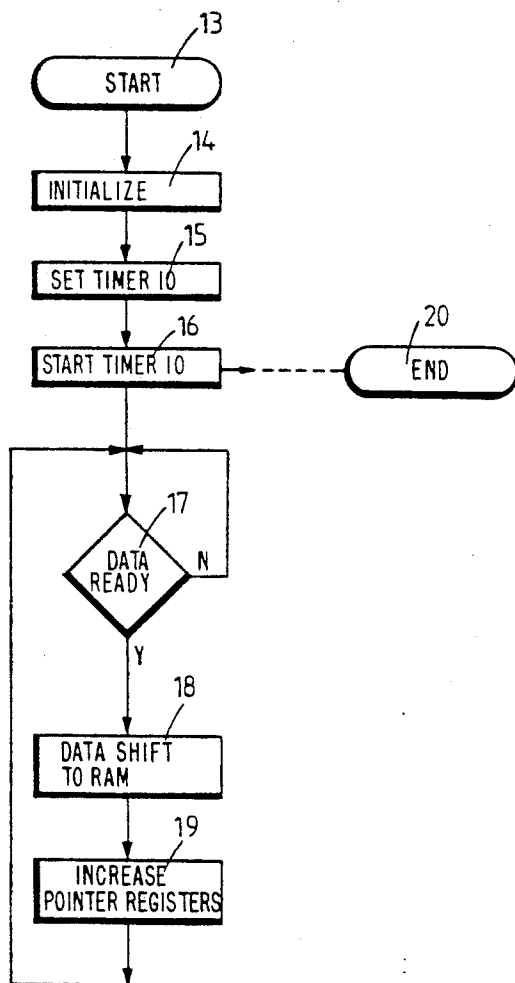 13
START
14
INITIALIZE
15
SET TIMER 10
16
START TIMER 10
20
END
17
DATA
READY
N
Y
18
DATA SHIFT
TO RAM
19
INCREASE
POINTER REGISTERS